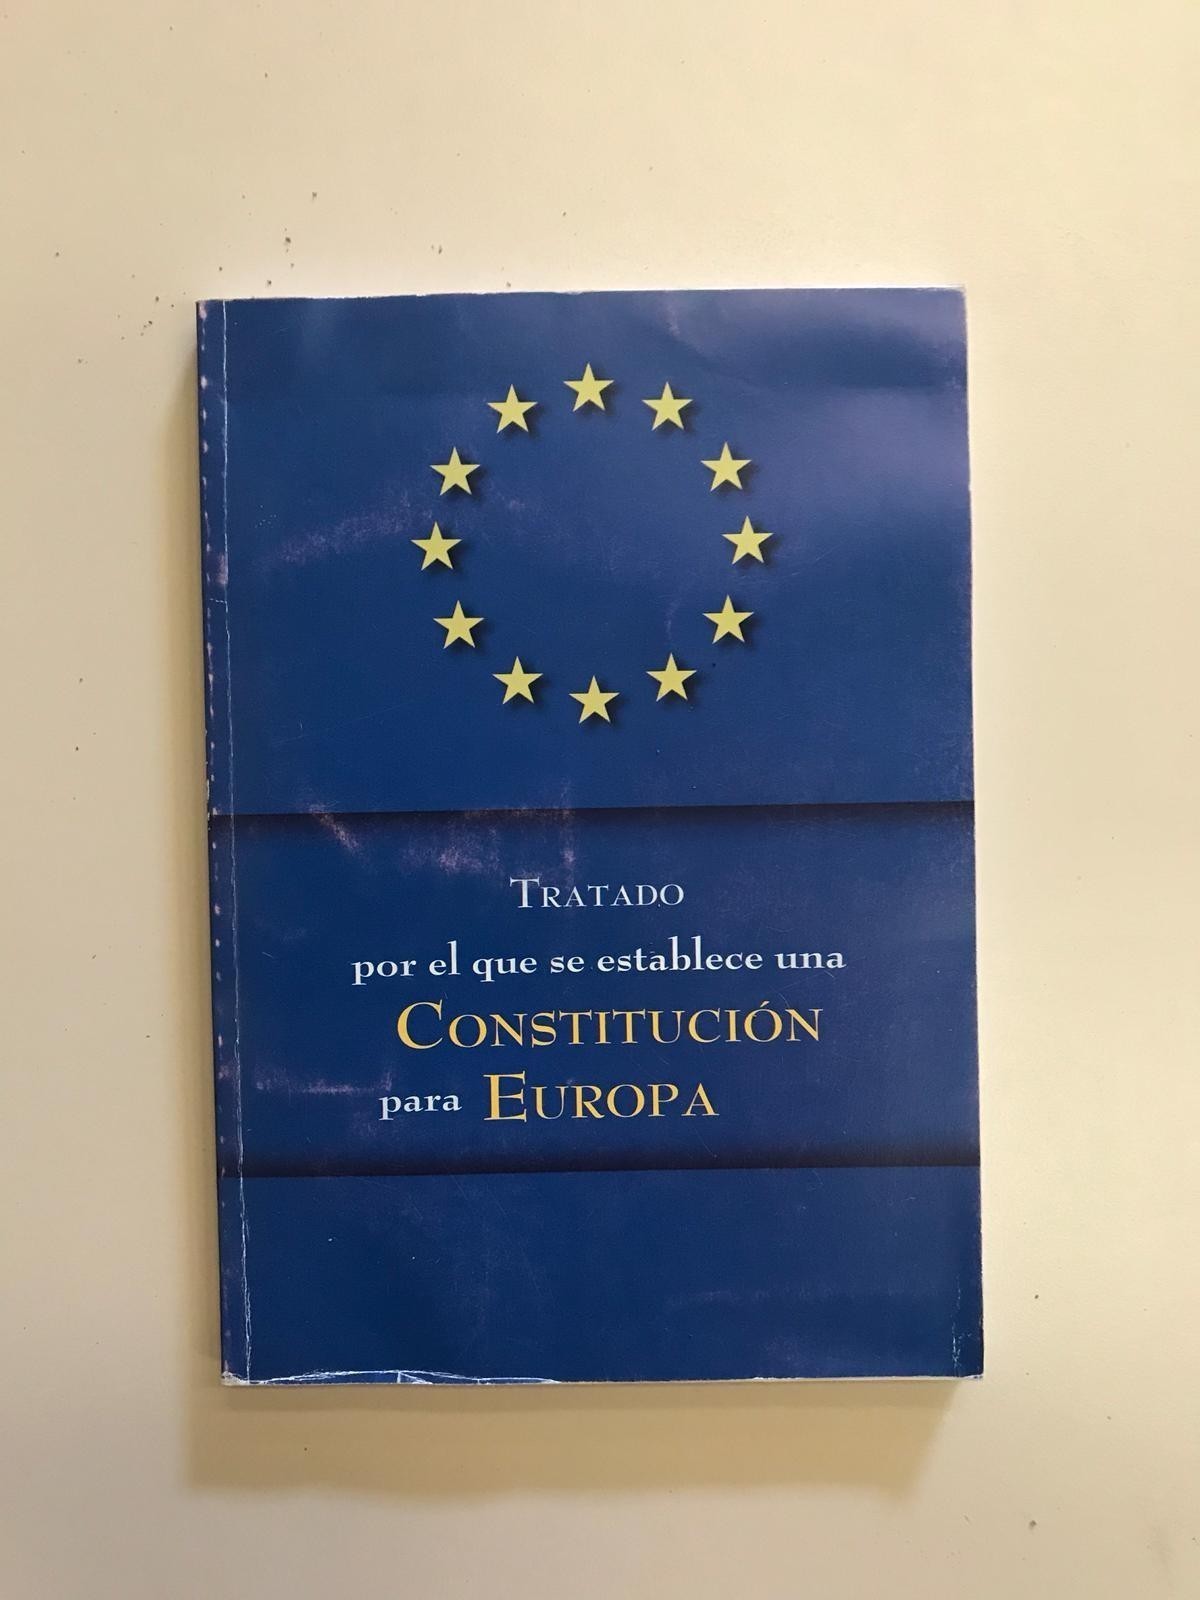 TRATADO
por el que se establece una
CONSTITUCIÓN
para EUROPA